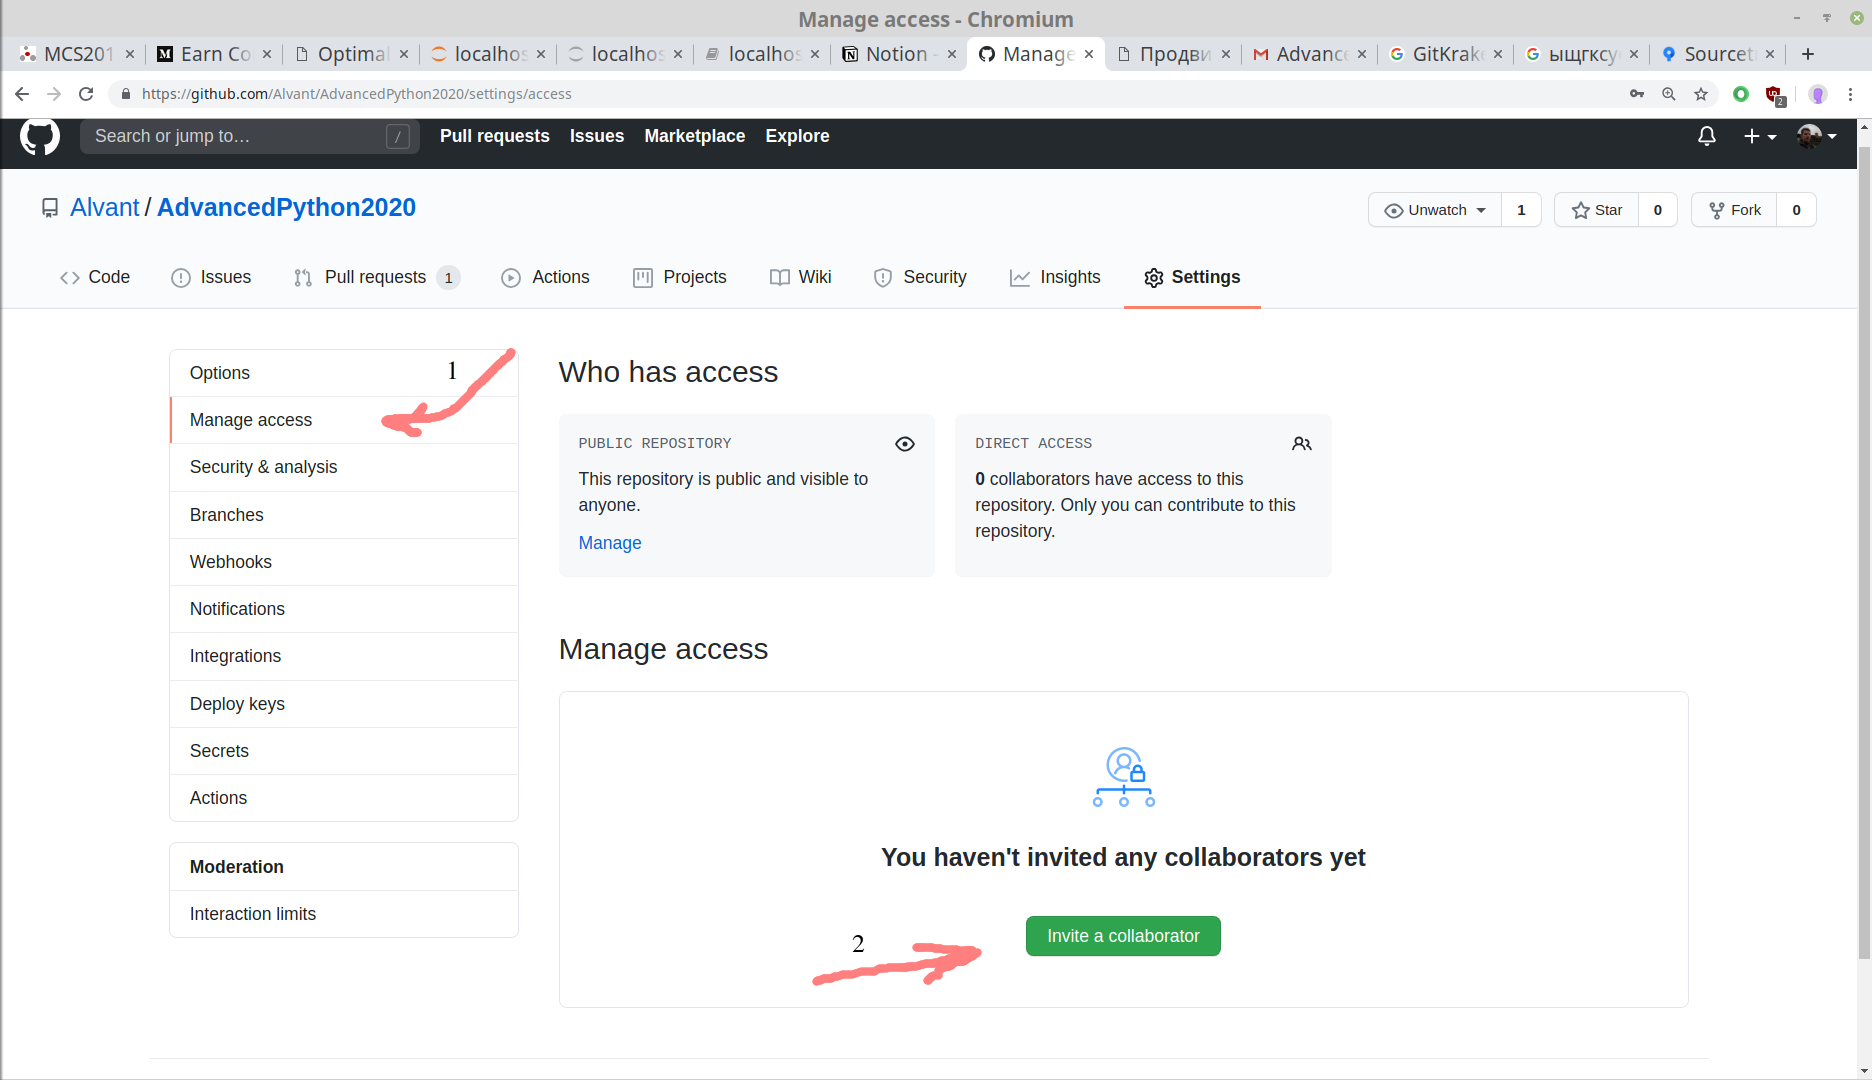 Manage access - Chromium
MCS201 Earn Co Optimal localhos localhos localhos Notion - Manage Продви Advance GitKrake ыщгксу Sourcet
https://github.com/Alvant/AdvancedPython2020/settings/access
2
Search or jump to… / Pull requests Issues Marketplace Explore
Alvant / AdvancedPython2020
Unwatch 1 Star 0 Fork 0
Code Issues Pull requests 1 Actions Projects Wiki Security Insights Settings
Options
1
Manage access
Security & analysis
Branches
Webhooks
Notifications
Integrations
Deploy keys
Secrets
Actions
Moderation
Interaction limits
Who has access
PUBLIC REPOSITORY
This repository is public and visible to
anyone.
Manage
DIRECT ACCESS
0 collaborators have access to this
repository. Only you can contribute to this
repository.
Manage access
You haven't invited any collaborators yet
2
Invite a collaborator